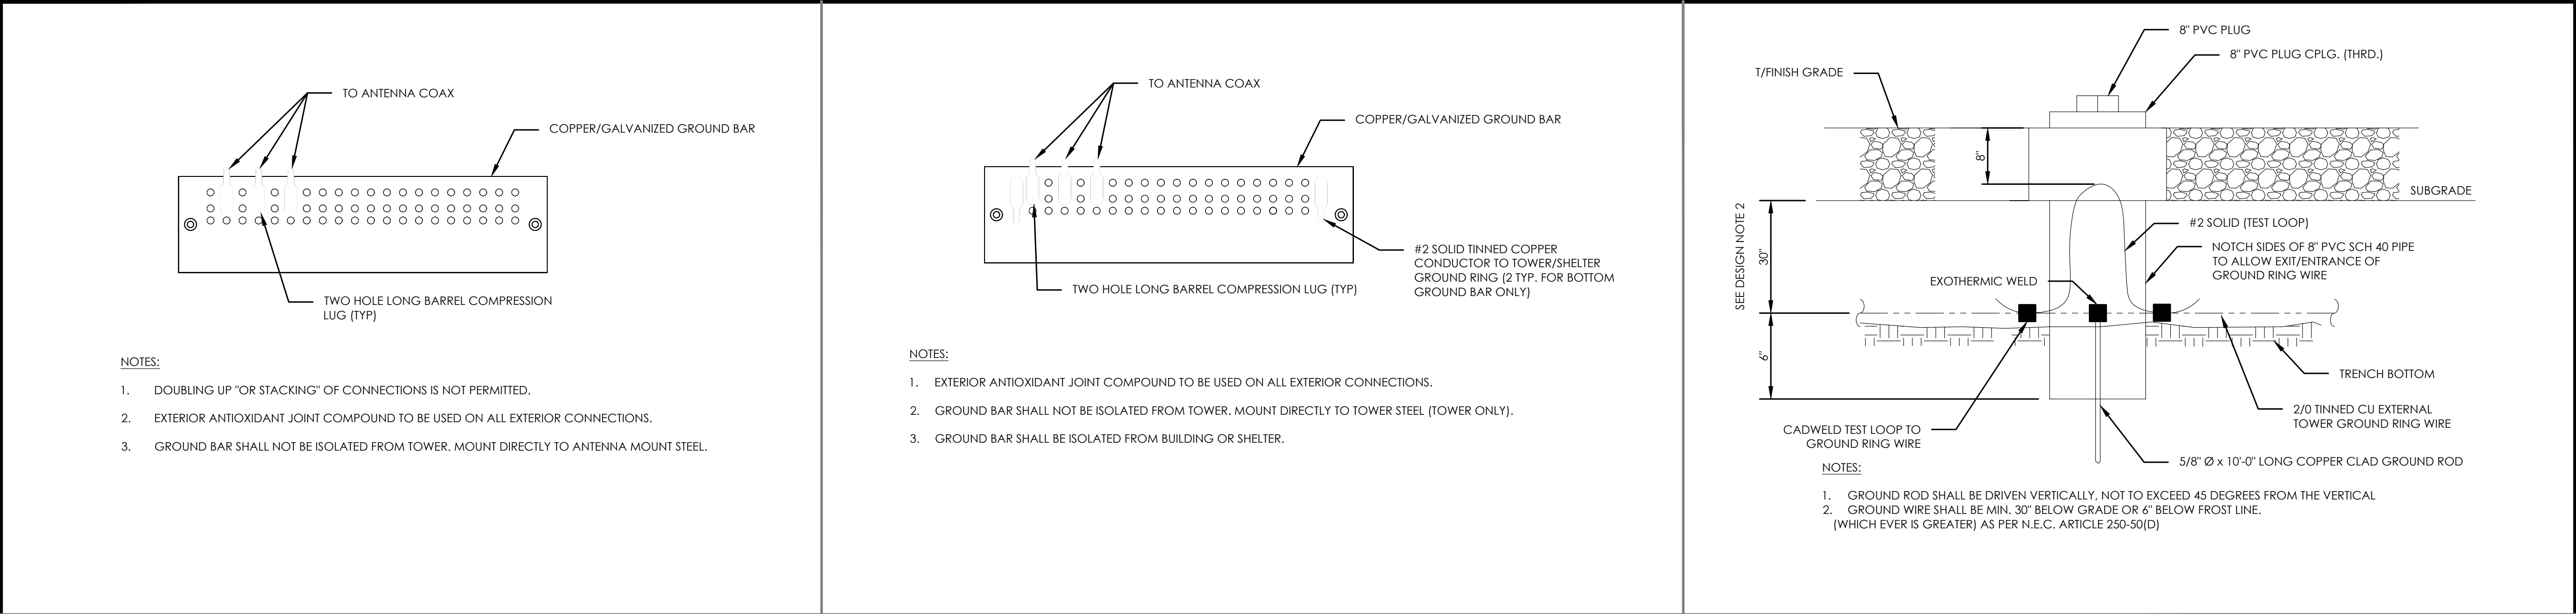 TO ANTENNA COAX
COPPER/GALVANIZED GROUND BAR
TWO HOLE LONG BARREL COMPRESSION
LUG (TYP)
NOTES:
1. DOUBLING UP "OR STACKING" OF CONNECTIONS IS NOT PERMITTED.
2. EXTERIOR ANTIOXIDANT JOINT COMPOUND TO BE USED ON ALL EXTERIOR CONNECTIONS.
3. GROUND BAR SHALL NOT BE ISOLATED FROM TOWER. MOUNT DIRECTLY TO ANTENNA MOUNT STEEL.
TO ANTENNA COAX
COPPER/GALVANIZED GROUND BAR
#2 SOLID TINNED COPPER
CONDUCTOR TO TOWER/SHELTER
GROUND RING (2 TYP. FOR BOTTOM
GROUND BAR ONLY)
TWO HOLE LONG BARREL COMPRESSION LUG (TYP)
NOTES:
1. EXTERIOR ANTIOXIDANT JOINT COMPOUND TO BE USED ON ALL EXTERIOR CONNECTIONS.
2. GROUND BAR SHALL NOT BE ISOLATED FROM TOWER. MOUNT DIRECTLY TO TOWER STEEL (TOWER ONLY).
3. GROUND BAR SHALL BE ISOLATED FROM BUILDING OR SHELTER.
8" PVC PLUG
8" PVC PLUG CPLG. (THRD.)
T/FINISH GRADE
8"
SUBGRADE
SEE DESIGN NOTE 2
30"
#2 SOLID (TEST LOOP)
NOTCH SIDES OF 8" PVC SCH 40 PIPE
TO ALLOW EXIT/ENTRANCE OF
GROUND RING WIRE
EXOTHERMIC WELD
6"
TRENCH BOTTOM
2/0 TINNED CU EXTERNAL
TOWER GROUND RING WIRE
CADWELD TEST LOOP TO
GROUND RING WIRE
5/8" Ø x 10'-0" LONG COPPER CLAD GROUND ROD
NOTES:
1. GROUND ROD SHALL BE DRIVEN VERTICALLY, NOT TO EXCEED 45 DEGREES FROM THE VERTICAL
2. GROUND WIRE SHALL BE MIN. 30" BELOW GRADE OR 6" BELOW FROST LINE.
(WHICH EVER IS GREATER) AS PER N.E.C. ARTICLE 250-50(D)